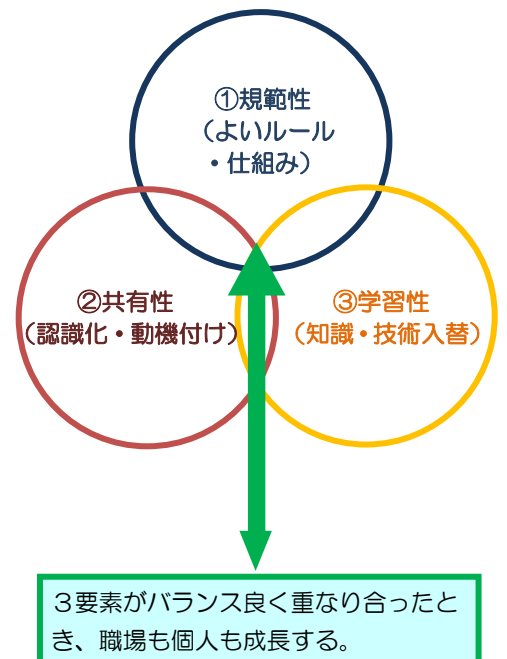 ①規範性
（よいルール
・仕組み）
②共有性
（認識化・動機付け）
③学習性
（知識・技術入替）
３要素がバランス良く重なり合ったと
き、職場も個人も成長する。